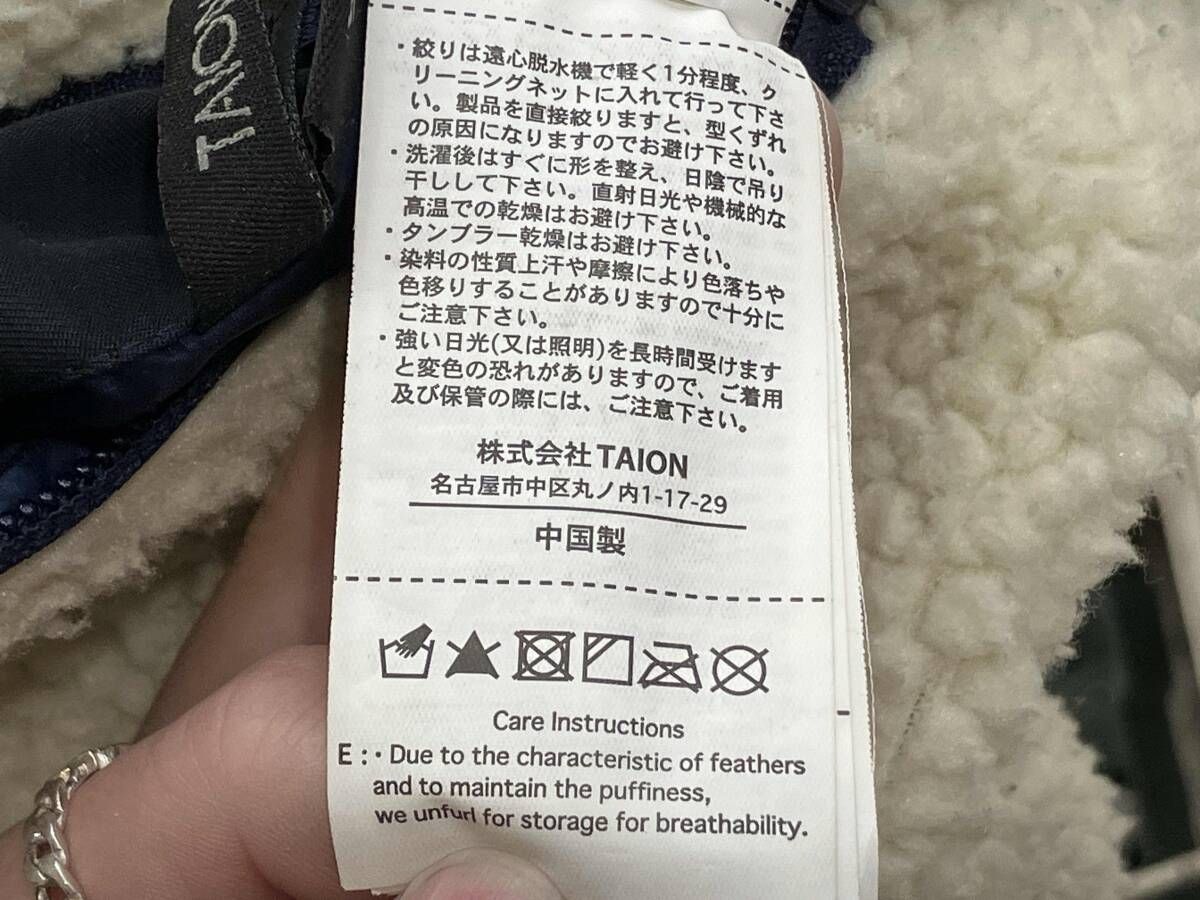 TAION
・絞りは遠心脱水機で軽く1分程度、ク
リーニングネットに入れて行って下さ
い。製品を直接絞りますと、型くずれ
の原因になりますのでお避け下さい。
・洗濯後はすぐに形を整え、日陰で吊り
干しして下さい。直射日光や機械的な
高温での乾燥はお避け下さい。
・タンブラー乾燥はお避け下さい。
・染料の性質上汗や摩擦により色落ちや
色移りすることがありますので十分に
ご注意下さい。
・強い日光(又は照明)を長時間受けます
と変色の恐れがありますので、ご着用
及び保管の際には、ご注意下さい。
株式会社TAION
名古屋市中区丸ノ内1-17-29
中国製
Care Instructions
E :・Due to the characteristic of feathers
and to maintain the puffiness,
we unfurl for storage for breathability.